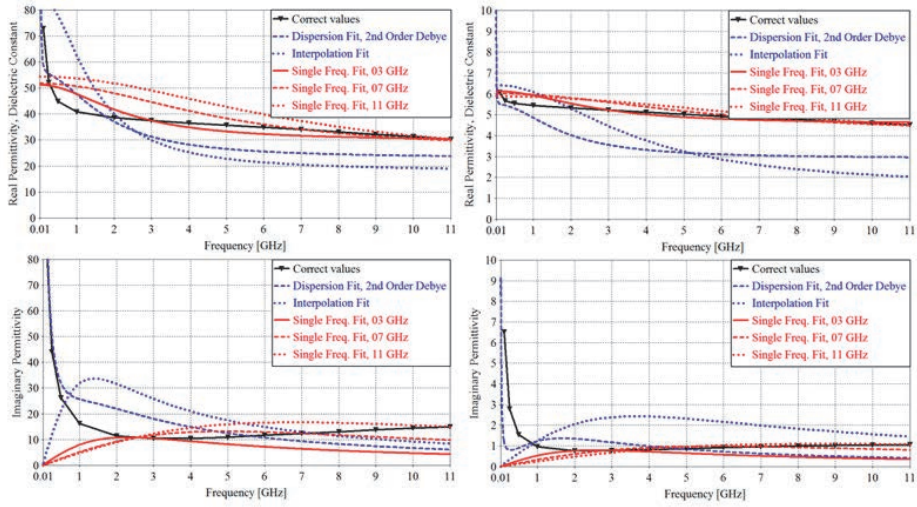 Real Permittivity, Dielectric Constant
80
70
60
50
40
30
20
10
0
Correct values
Dispersion Fit, 2nd Order Debye
Interpolation Fit
Single Freq. Fit, 03 GHz
Single Freq. Fit, 07 GHz
Single Freq. Fit, 11 GHz
0.01 1 2 3 4 5 6 7 8 9 10 11
Frequency [GHz]
Real Permittivity, Dielectric Constant
10
9
8
7
6
5
4
3
2
1
0
Correct values
Dispersion Fit, 2nd Order Debye
Interpolation Fit
Single Freq. Fit, 03 GHz
Single Freq. Fit, 07 GHz
Single Freq. Fit, 11 GHz
0.01 1 2 3 4 5 6 7 8 9 10 11
Frequency [GHz]
Imaginary Permittivity
80
70
60
50
40
30
20
10
0
Correct values
Dispersion Fit, 2nd Order Debye
Interpolation Fit
Single Freq. Fit, 03 GHz
Single Freq. Fit, 07 GHz
Single Freq. Fit, 11 GHz
0.01 1 2 3 4 5 6 7 8 9 10 11
Frequency [GHz]
Imaginary Permittivity
10
9
8
7
6
5
4
3
2
1
0
Correct values
Dispersion Fit, 2nd Order Debye
Interpolation Fit
Single Freq. Fit, 03 GHz
Single Freq. Fit, 07 GHz
Single Freq. Fit, 11 GHz
0.01 1 2 3 4 5 6 7 8 9 10 11
Frequency [GHz]